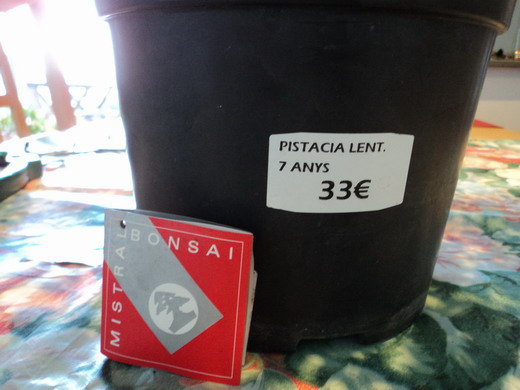 PISTACIA LENT.
7 ANYS
33€
MISTRAL
BONSAI